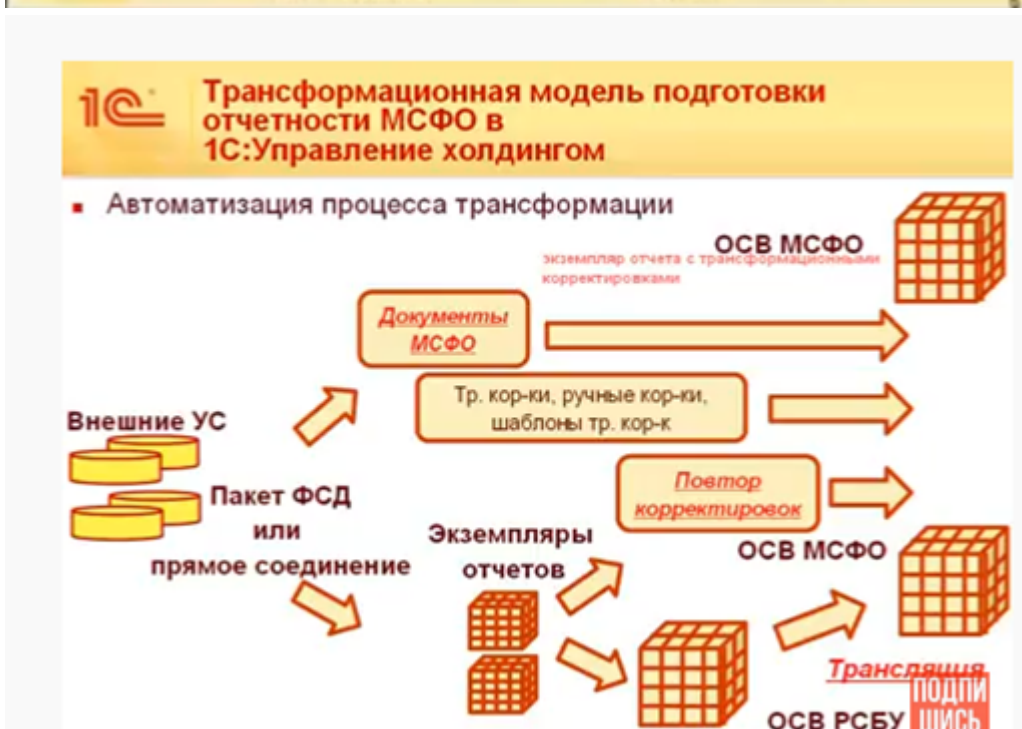 1С
Трансформационная модель подготовки
отчетности МСФО в
1С:Управление холдингом
Автоматизация процесса трансформации
ОСВ МСФО
экземпляр отчета с трансформационными
корректировками
Документы
МСФО
Тр. кор-ки, ручные кор-ки,
шаблоны тр. кор-к
Внешние УС
Повтор
корректировок
Пакет ФСД
или
прямое соединение
Экземпляры
отчетов
ОСВ МСФО
Трансляция
ПОДПИ
ШИСЬ
ОСВ РСБУ